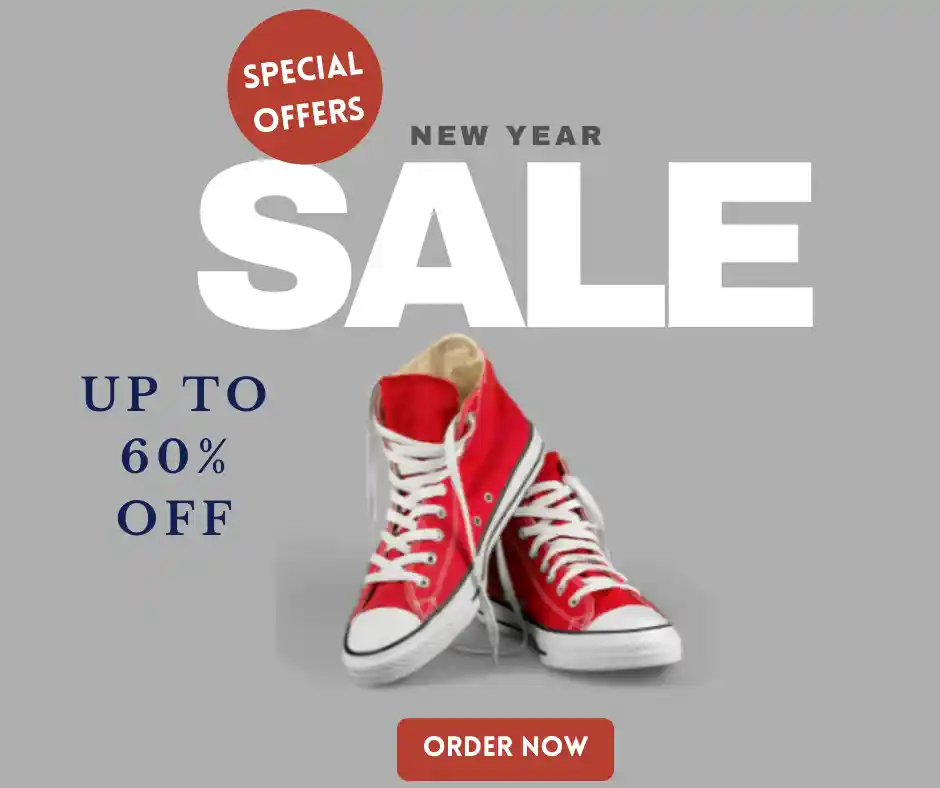 SPECIAL
OFFERS
NEW YEAR
SALE
UP TO
60%
OFF
ORDER NOW